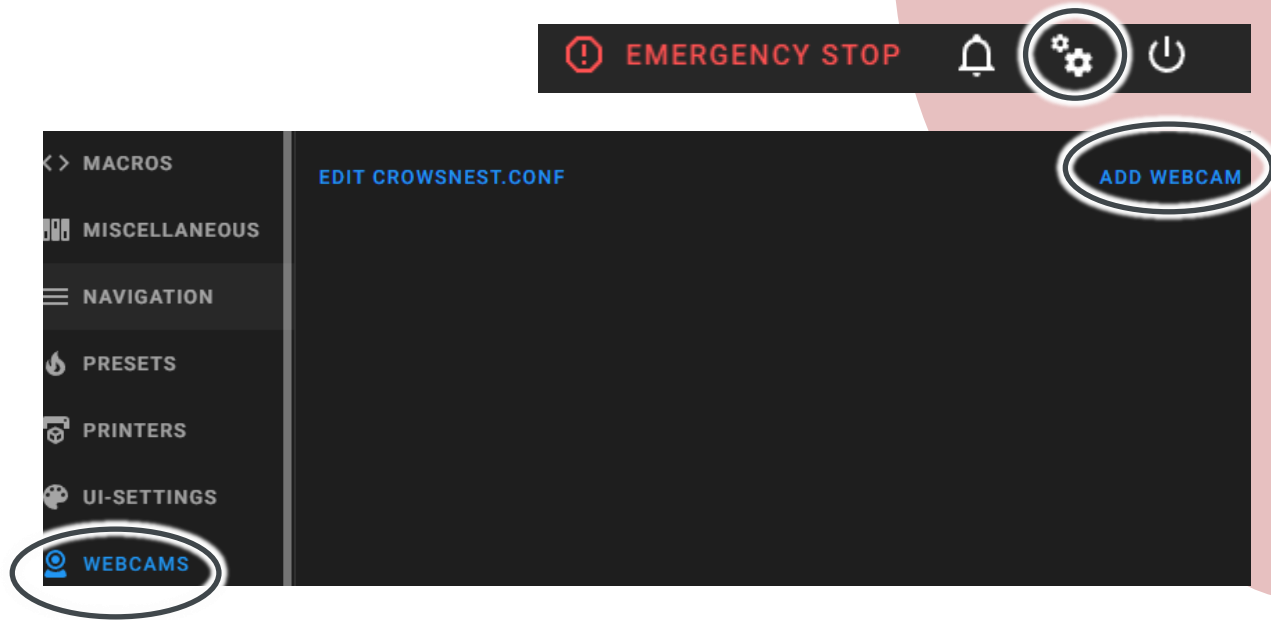 EMERGENCY STOP
MACROS
EDIT CROWSNEST.CONF
ADD WEBCAM
MISCELLANEOUS
NAVIGATION
PRESETS
PRINTERS
UI-SETTINGS
WEBCAMS